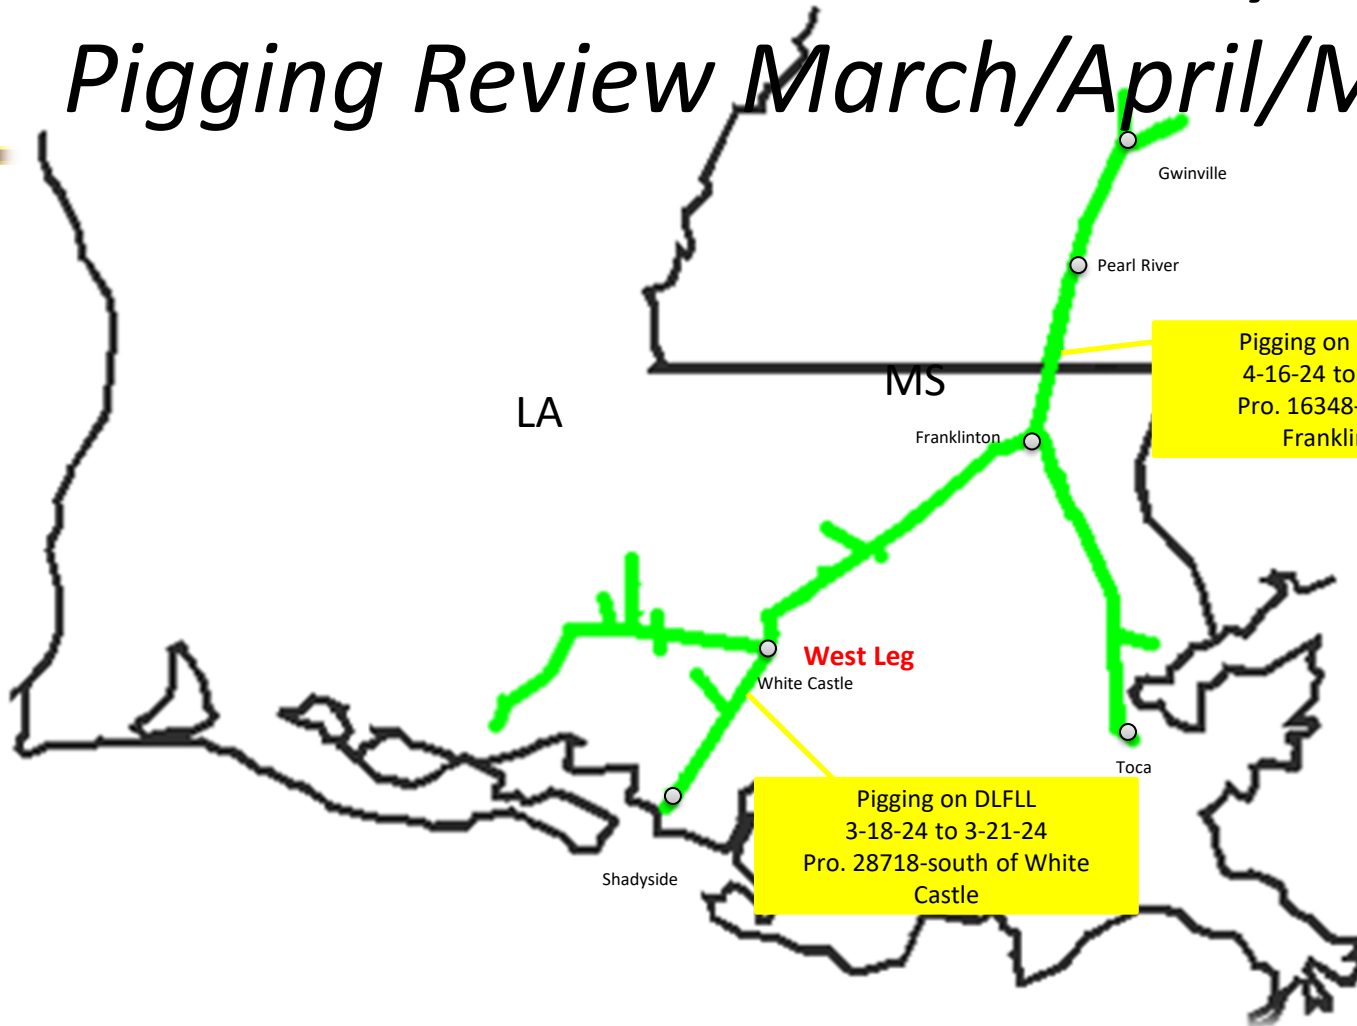 Pigging Review March/April/M
Gwinville
Pearl River
Pigging on
4-16-24 to
Pro. 16348-
Frankli
MS
LA
Franklinton
West Leg
White Castle
Toca
Pigging on DLFLL
3-18-24 to 3-21-24
Pro. 28718-south of White
Castle
Shadyside